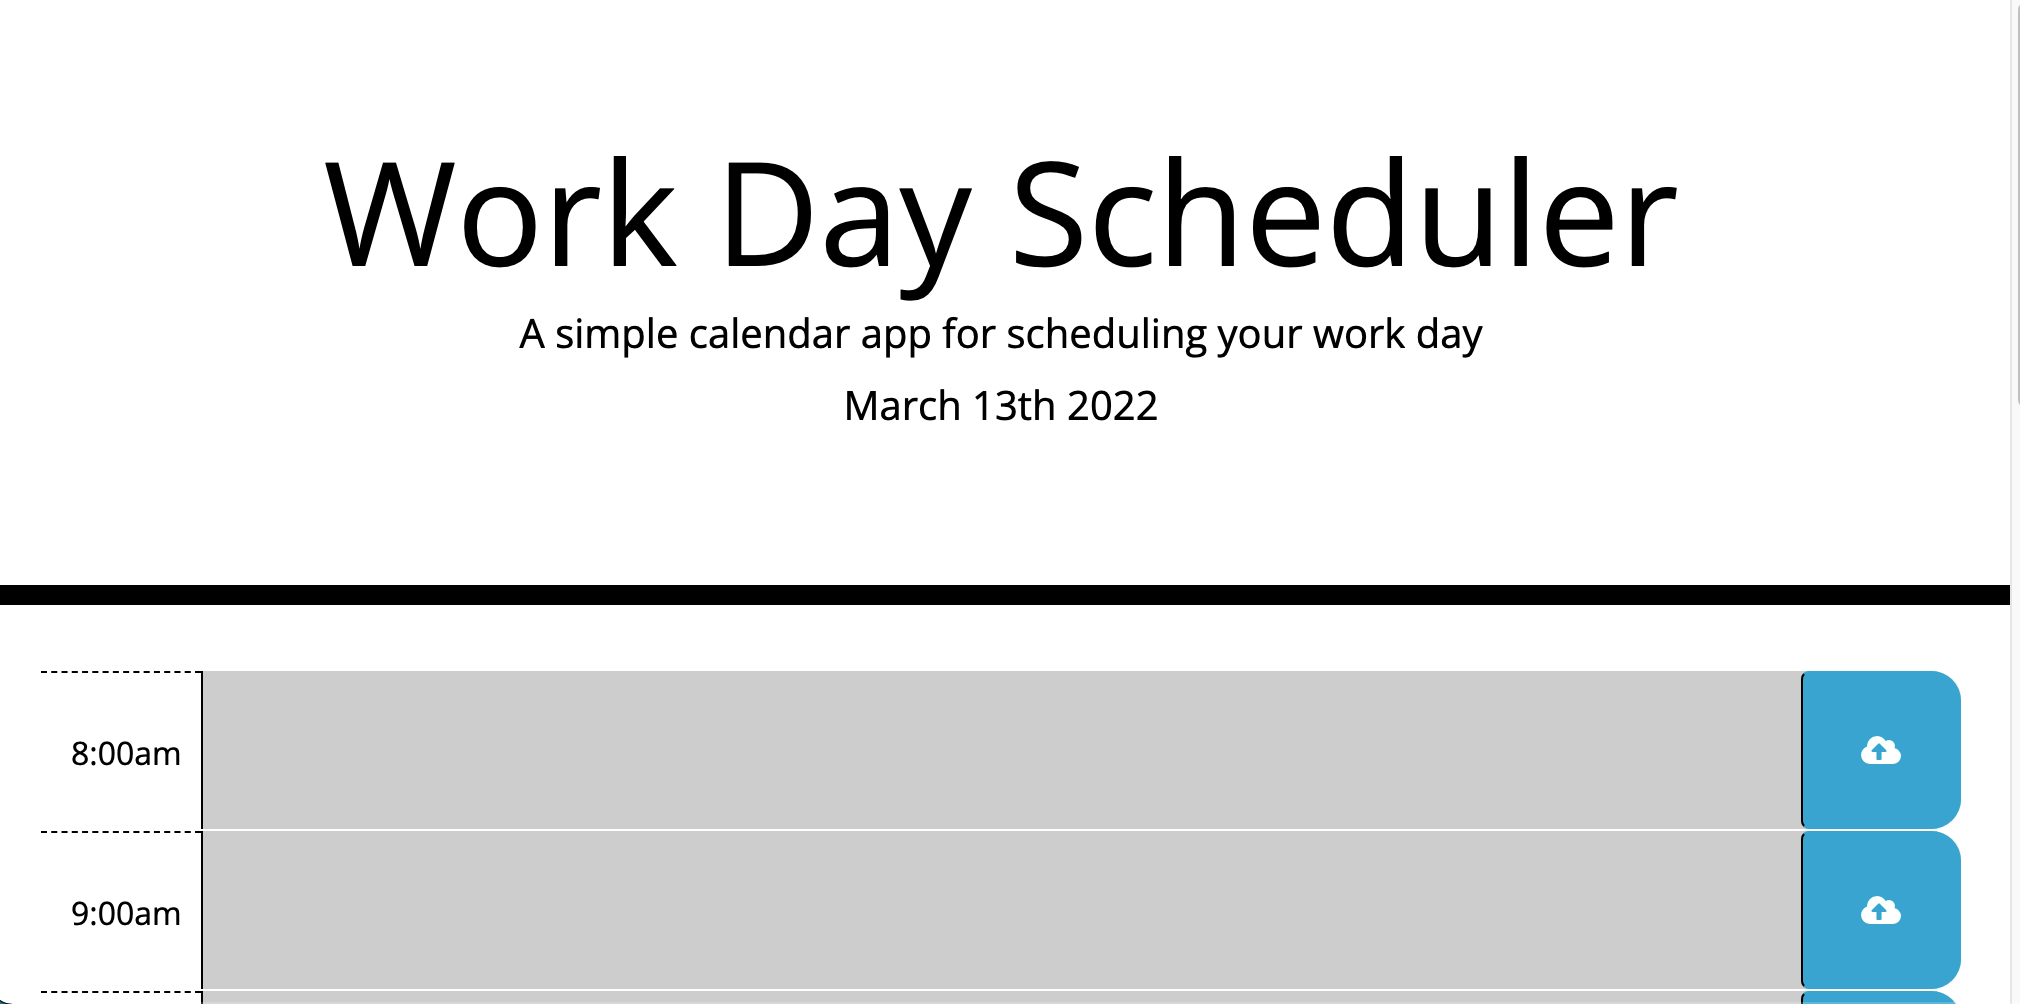 Work Day Scheduler
A simple calendar app for scheduling your work day
March 13th 2022
8:00am
9:00am